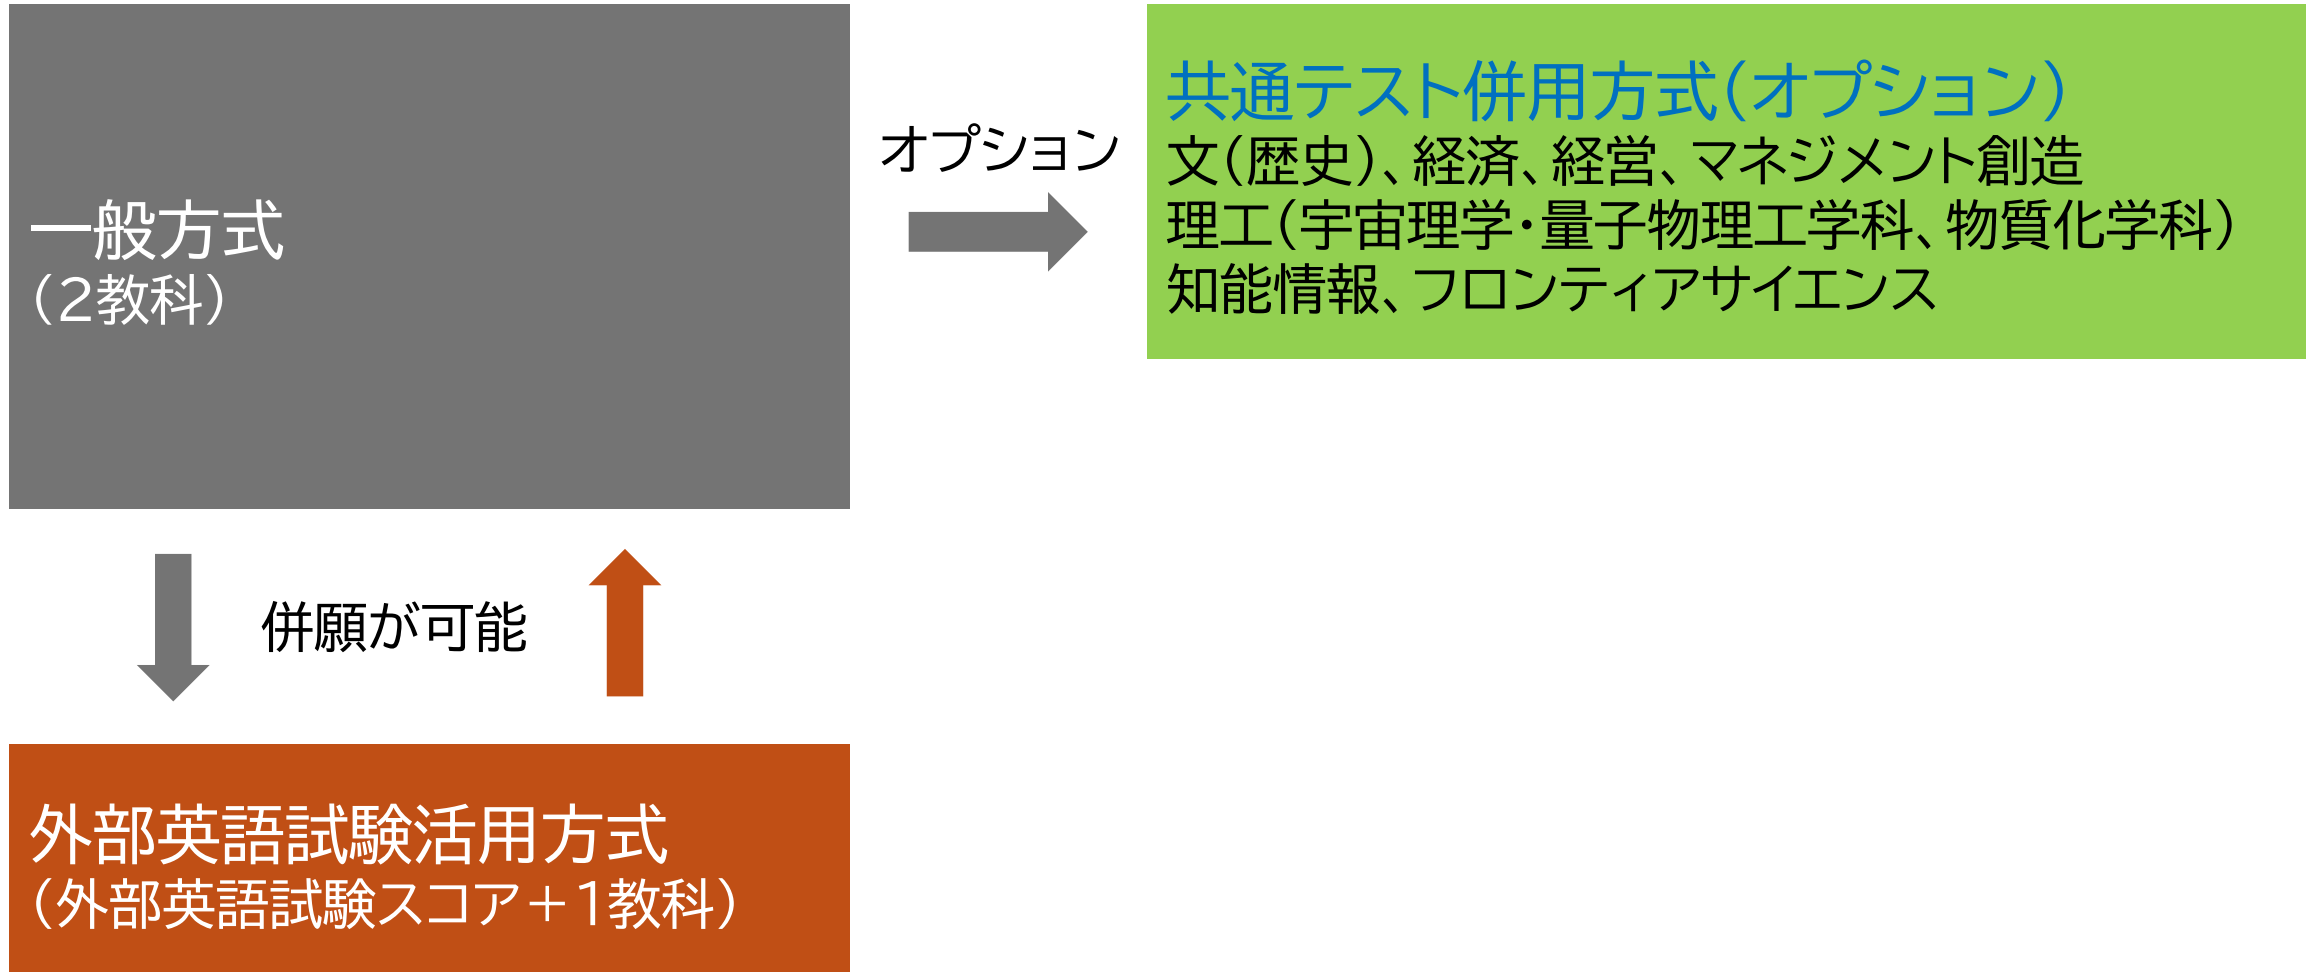 一般方式
（2教科）
オプション
共通テスト併用方式（オプション）
文（歴史）、経済、経営、マネジメント創造
理工（宇宙理学・量子物理工学科、物質化学科）
知能情報、フロンティアサイエンス
併願が可能
外部英語試験活用方式
（外部英語試験スコア＋1教科）